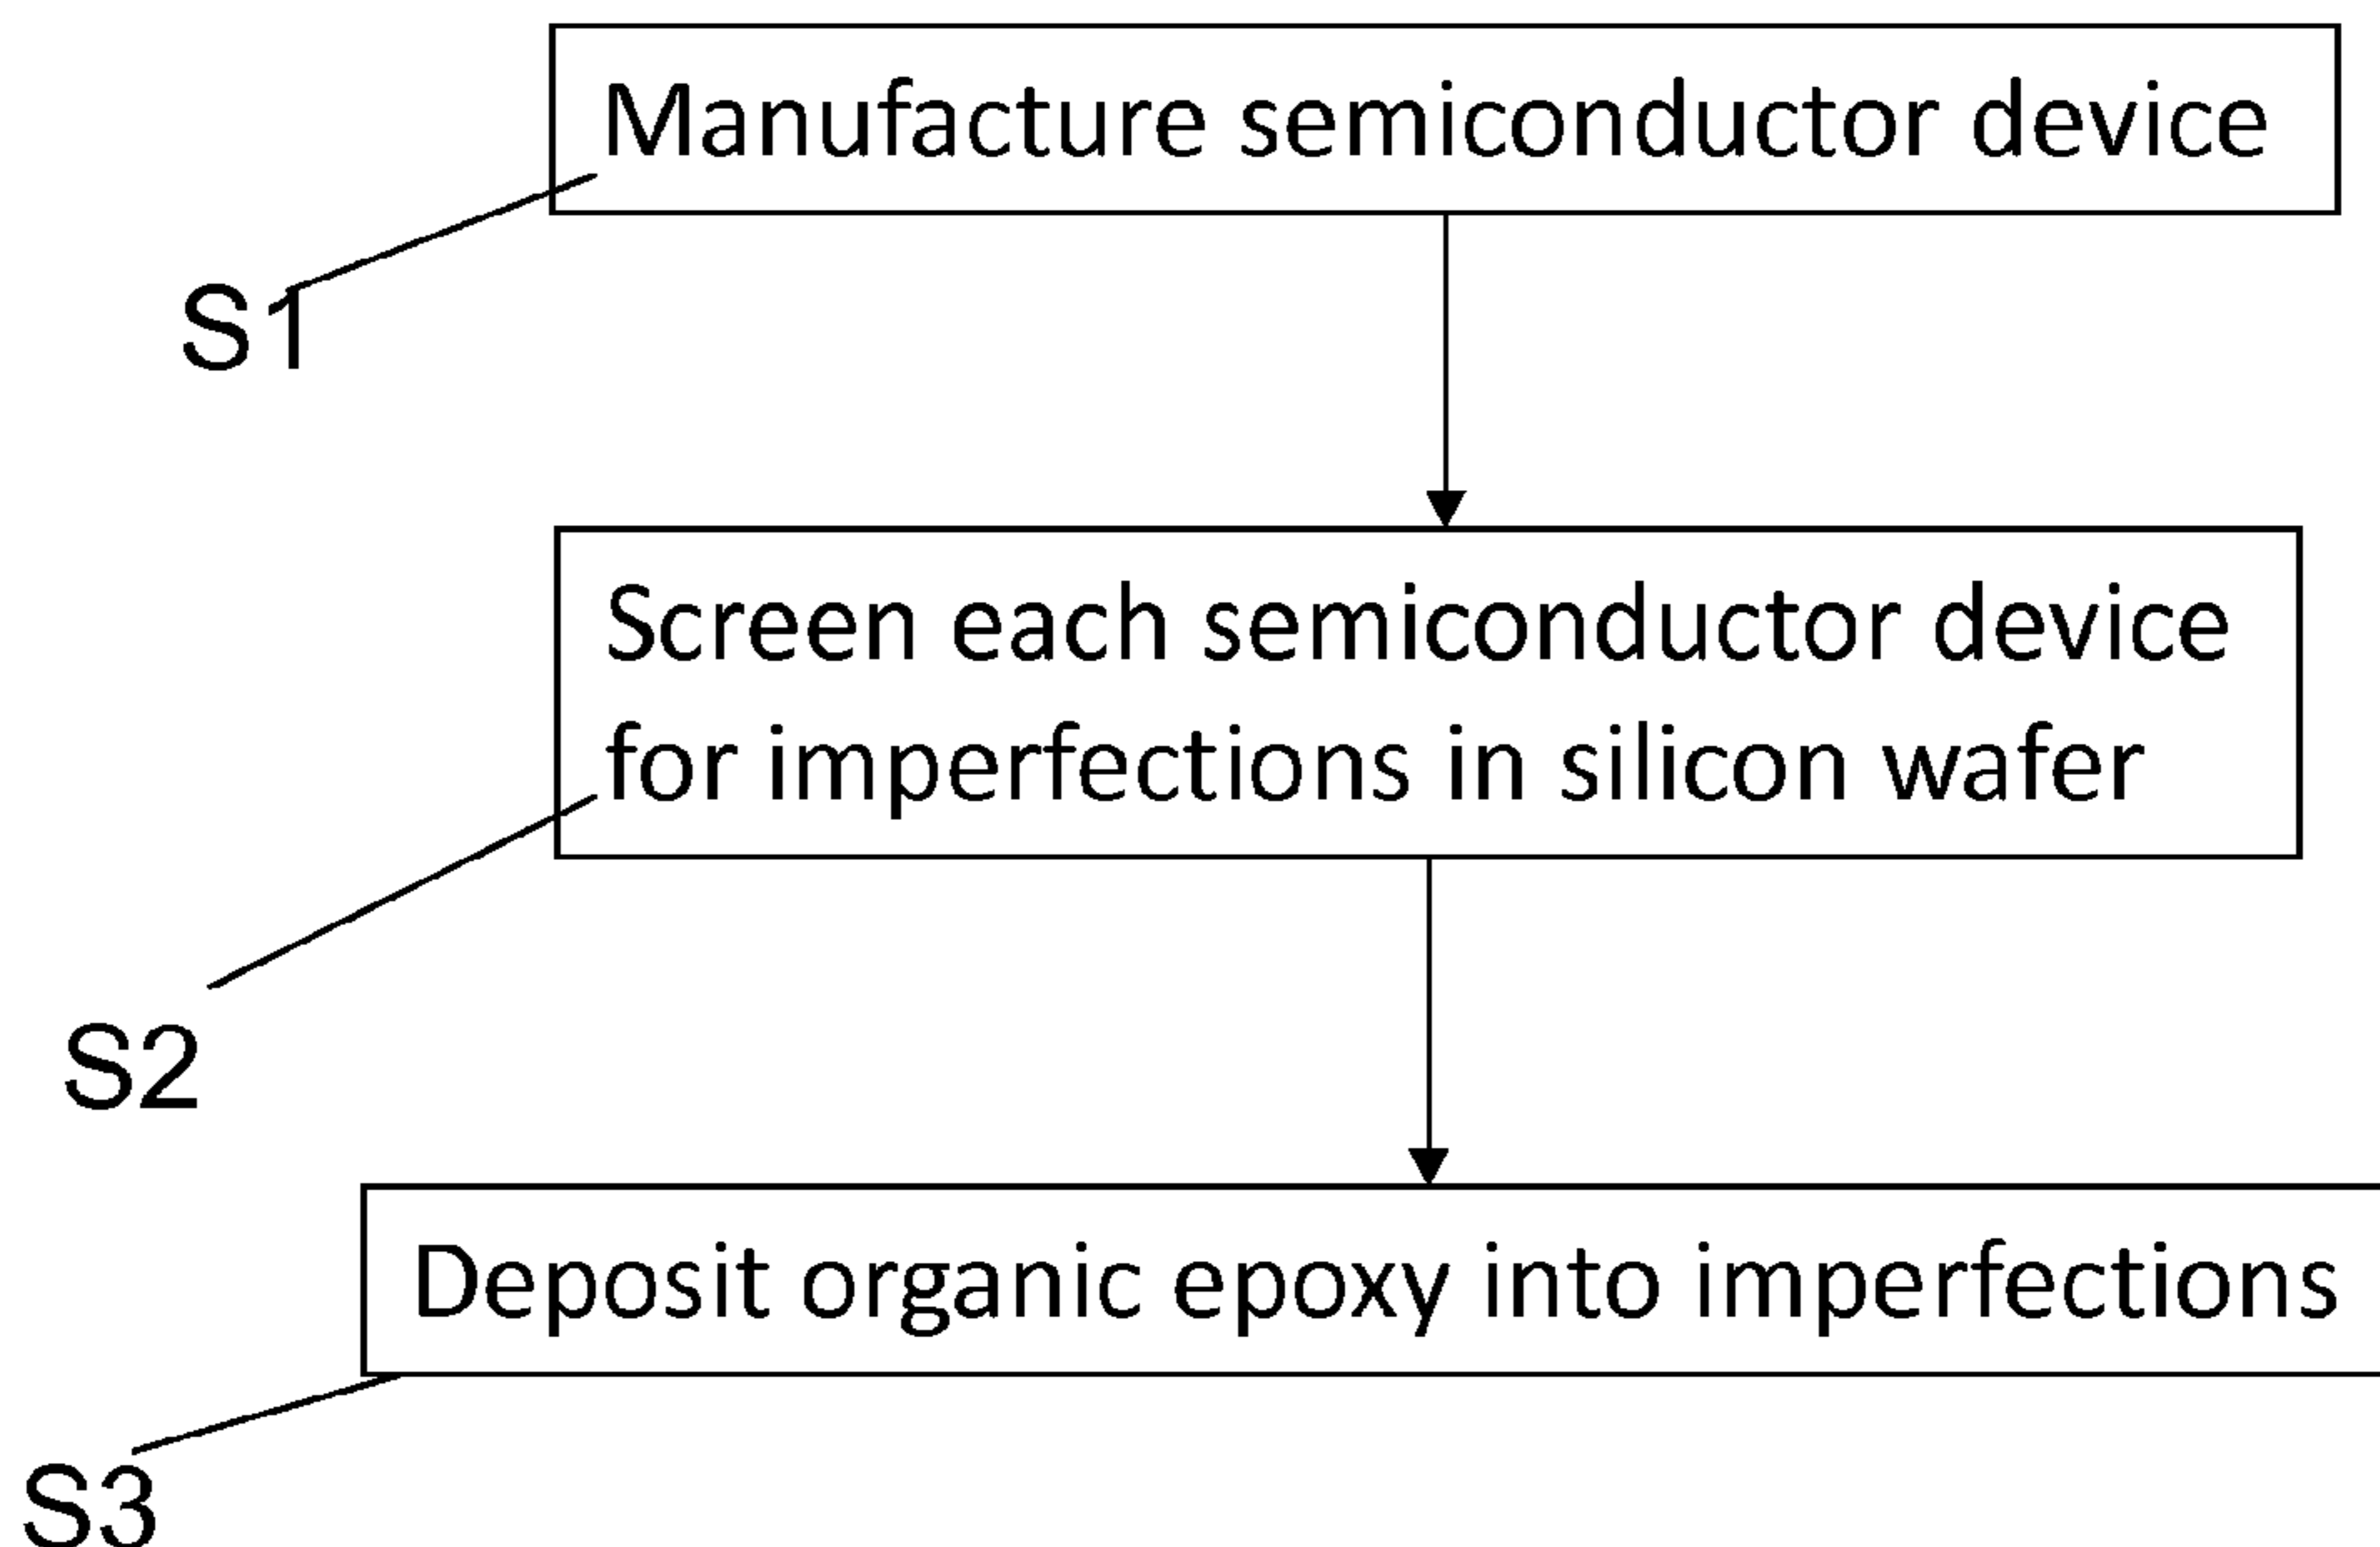 Manufacture semiconductor device
S1
Screen each semiconductor device
for imperfections in silicon wafer
S2
Deposit organic epoxy into imperfections
S3